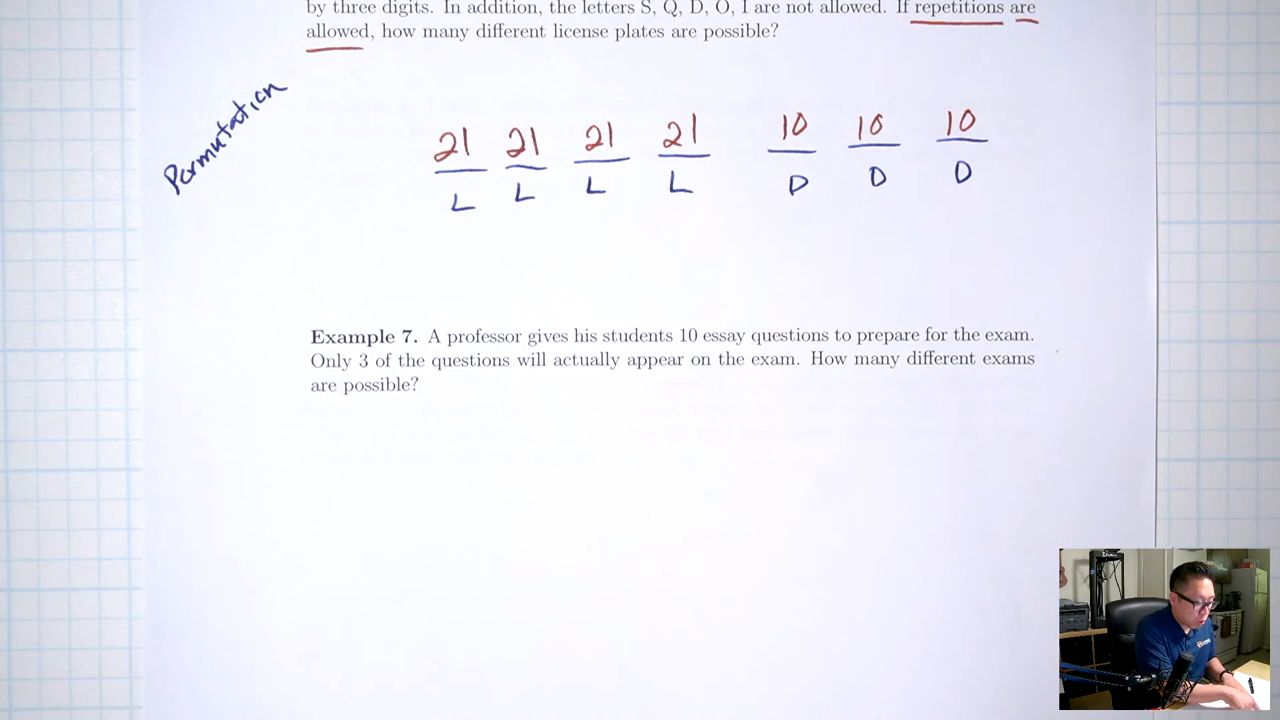 by three digits. In addition, the letters S, Q, D, O, I are not allowed. If repetitions are
allowed, how many different license plates are possible?
Permutation
21 21 21 21 10 10 10
L L L L D D D
Example 7. A professor gives his students 10 essay questions to prepare for the exam.
Only 3 of the questions will actually appear on the exam. How many different exams
are possible?